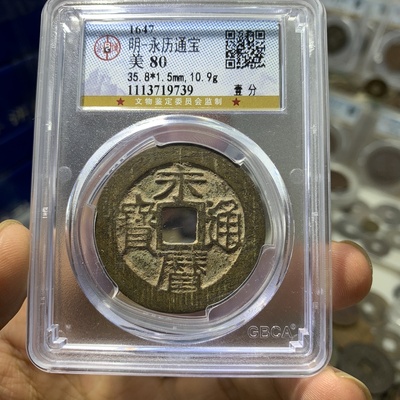 1647
明-永历通宝
美 80
35.8*1.5mm,10.9g
壹 分
1113719739
★ 文物鉴定委员会监制 ★
永
寶 通
曆
GBCA